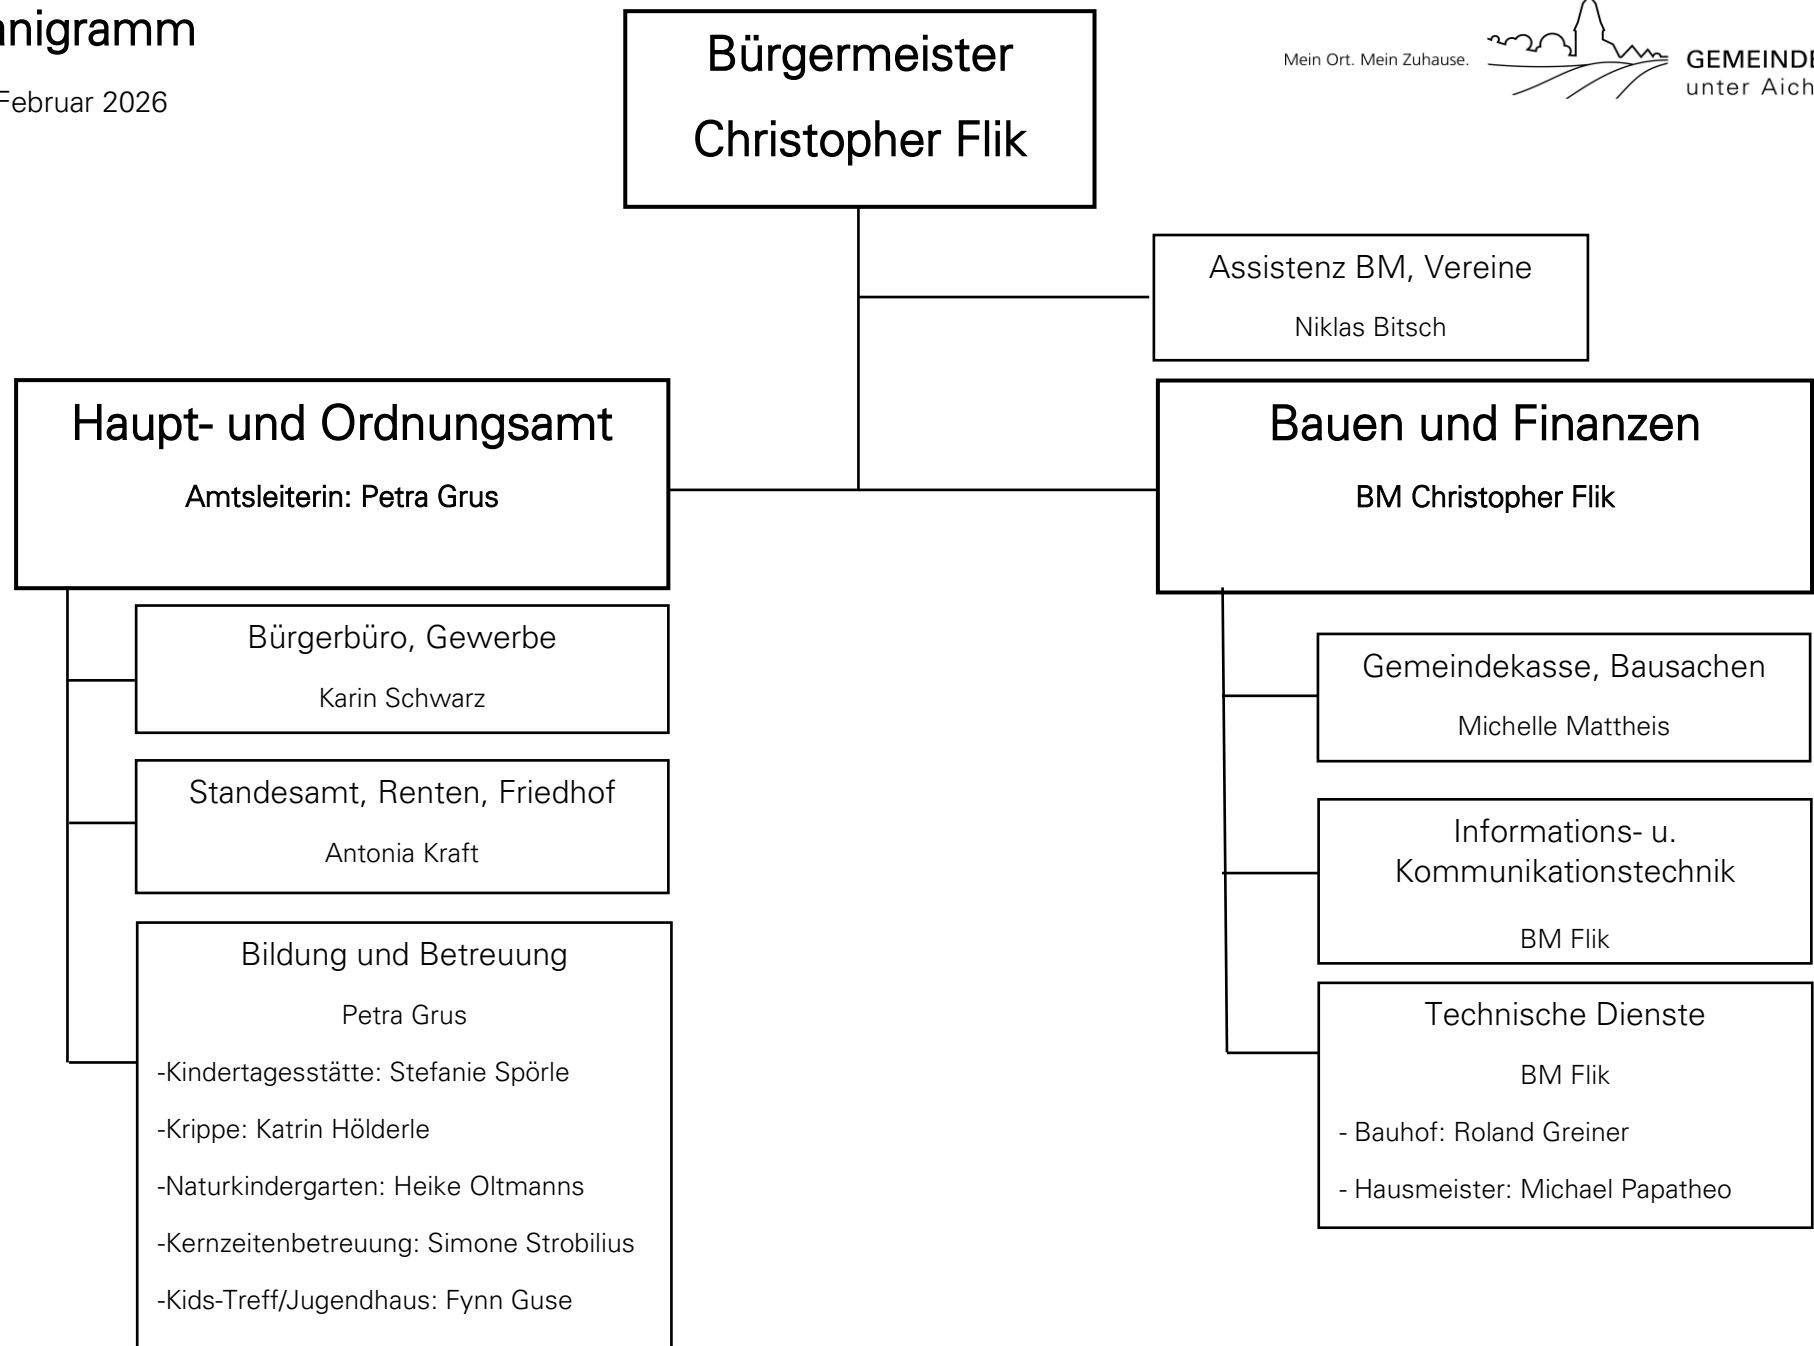 nigramm
Februar 2026
Bürgermeister
Christopher Flik
Mein Ort. Mein Zuhause.
GEMEINDE
unter Aich
Assistenz BM, Vereine
Niklas Bitsch
Haupt- und Ordnungsamt
Amtsleiterin: Petra Grus
Bauen und Finanzen
BM Christopher Flik
Bürgerbüro, Gewerbe
Karin Schwarz
Standesamt, Renten, Friedhof
Antonia Kraft
Bildung und Betreuung
Petra Grus
-Kindertagesstätte: Stefanie Spörle
-Krippe: Katrin Hölderle
-Naturkindergarten: Heike Oltmanns
-Kernzeitenbetreuung: Simone Strobilius
-Kids-Treff/Jugendhaus: Fynn Guse
Gemeindekasse, Bausachen
Michelle Mattheis
Informations- u.
Kommunikationstechnik
BM Flik
Technische Dienste
BM Flik
- Bauhof: Roland Greiner
- Hausmeister: Michael Papatheo